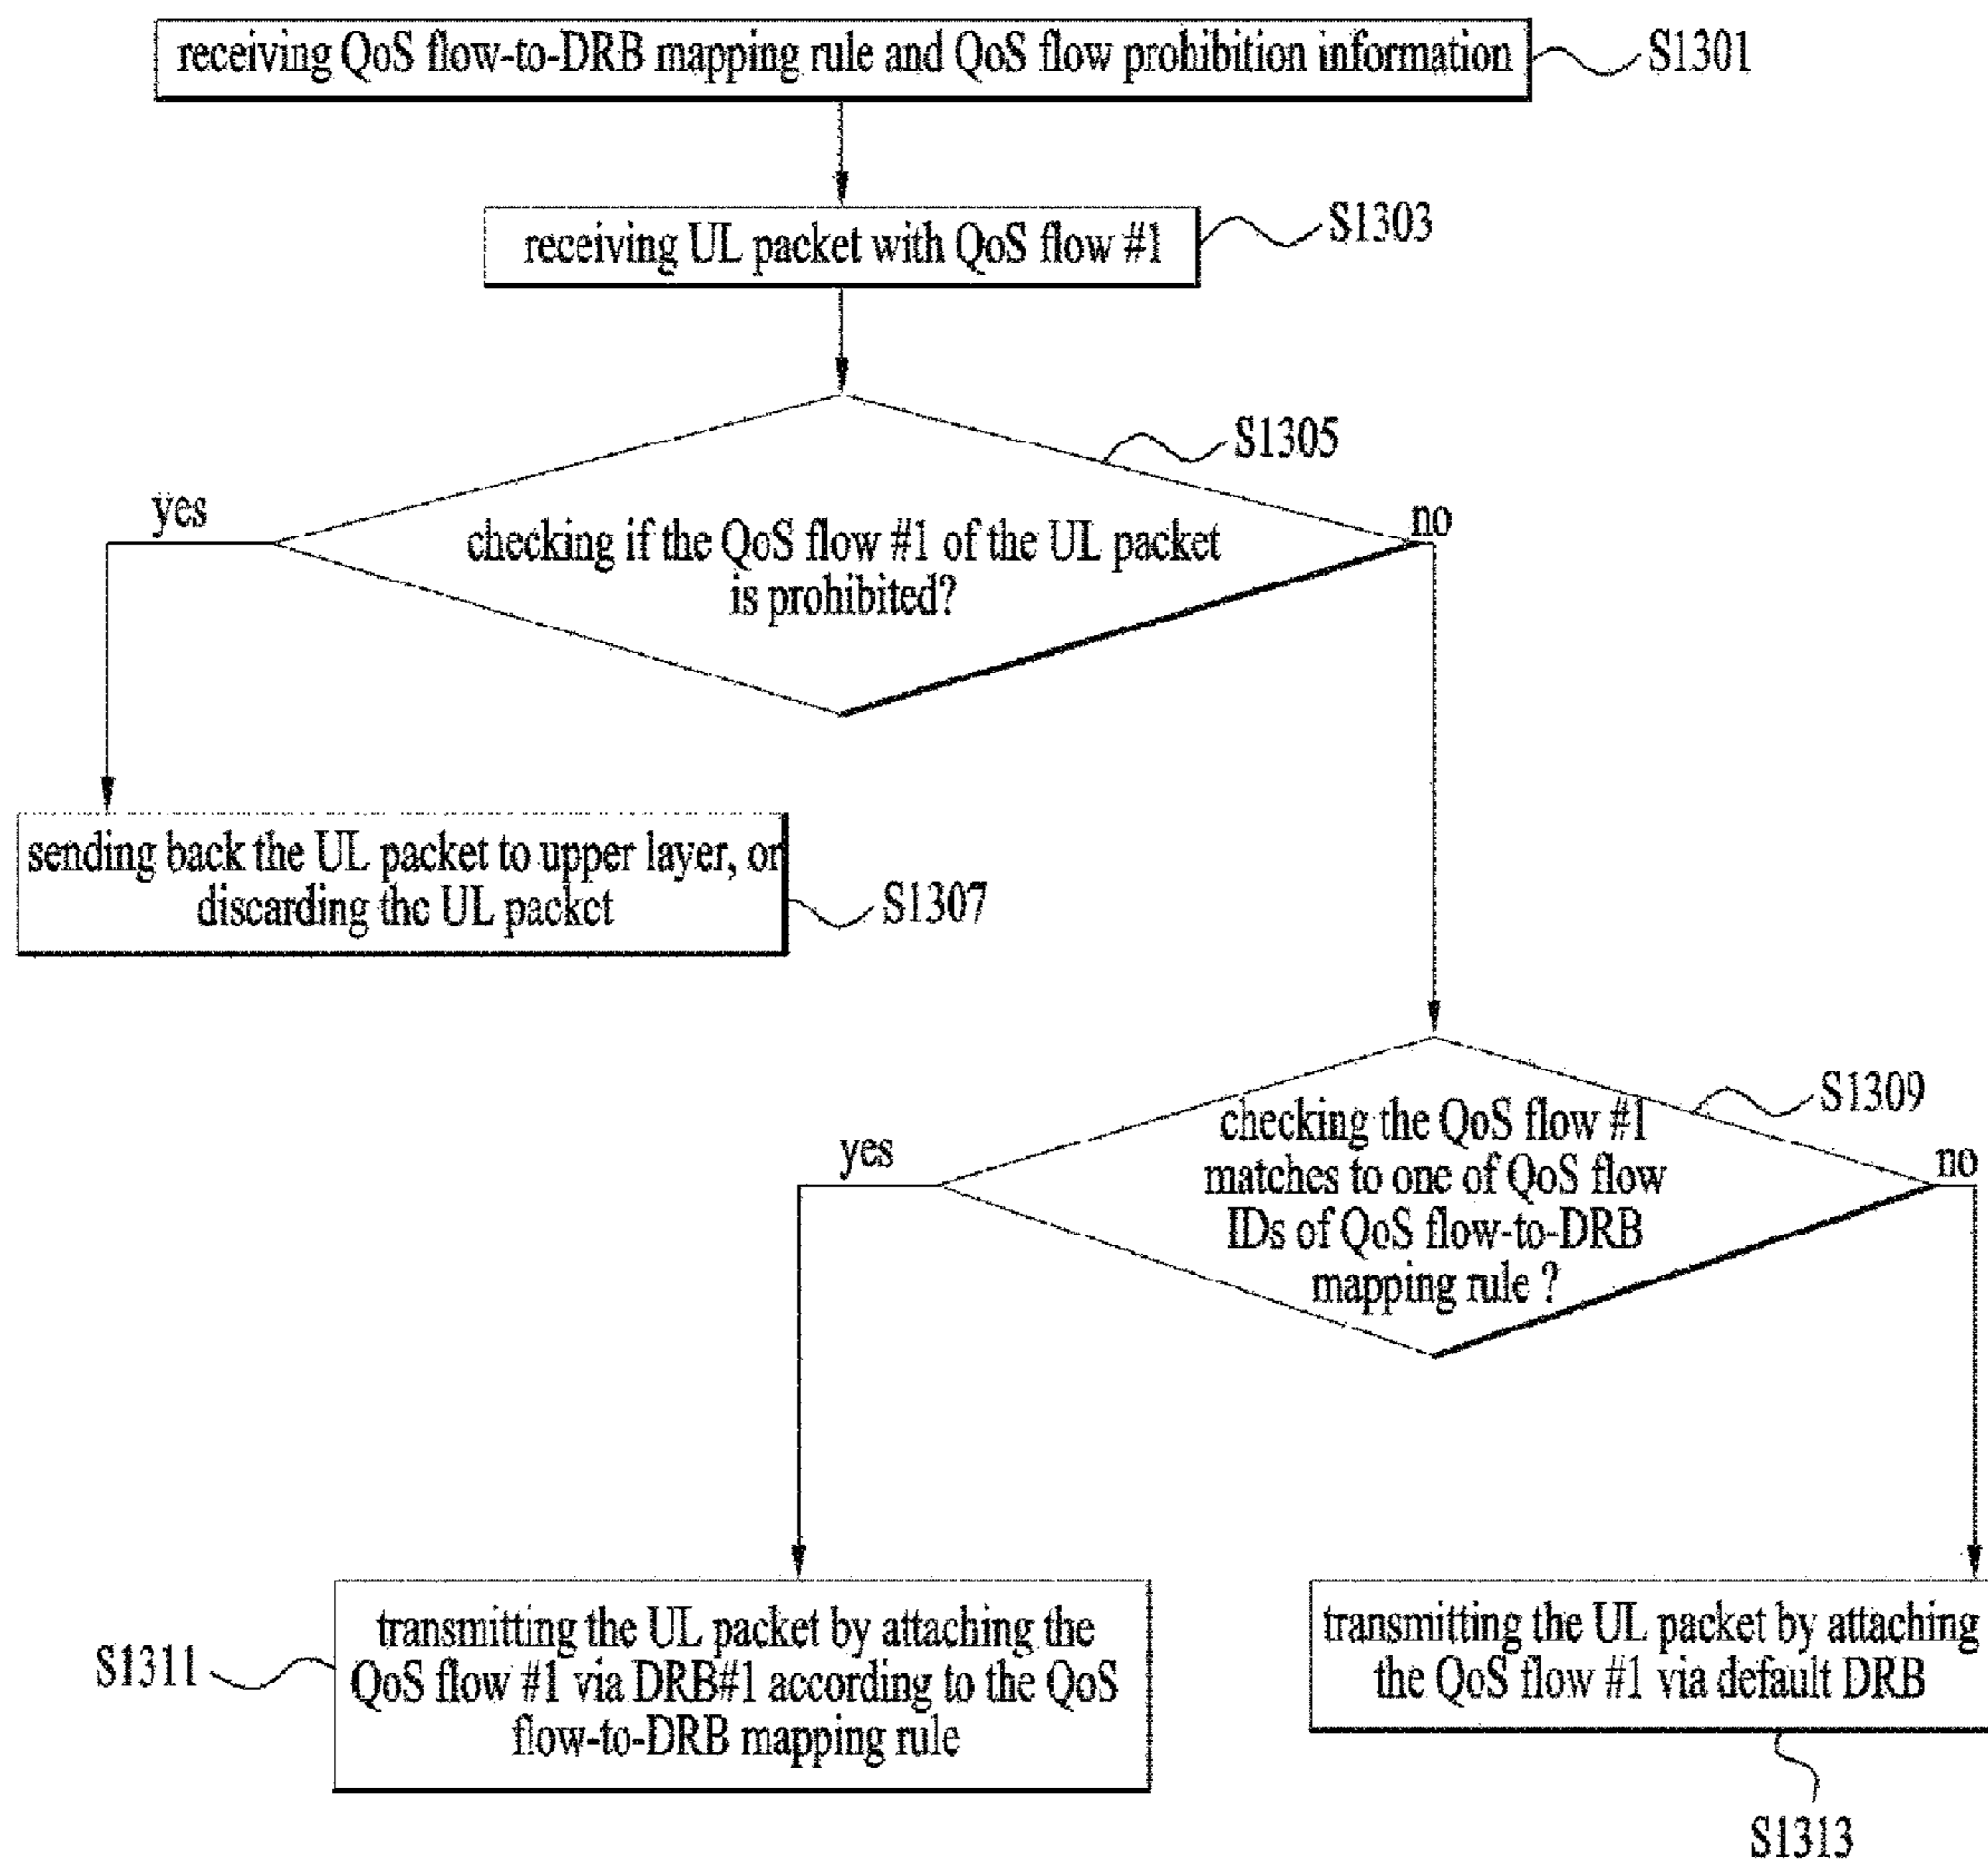 receiving QoS flow-to-DRB mapping rule and QoS flow prohibition information
S1301
receiving UL packet with QoS flow #1
S1303
S1305
yes
no
checking if the QoS flow #1 of the UL packet
is prohibited?
sending back the UL packet to upper layer, or
discarding the UL packet
S1307
S1309
yes
no
checking the QoS flow #1
matches to one of QoS flow
IDs of QoS flow-to-DRB
mapping rule ?
S1311
transmitting the UL packet by attaching the
QoS flow #1 via DRB#1 according to the QoS
flow-to-DRB mapping rule
transmitting the UL packet by attaching
the QoS flow #1 via default DRB
S1313